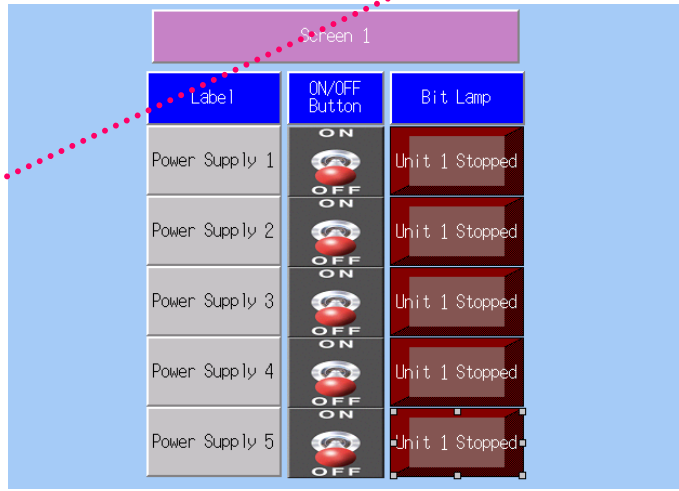 Screen 1
Label
ON/OFF
Button
Bit Lamp
Power Supply 1
ON
OFF
Unit 1 Stopped
Power Supply 2
ON
OFF
Unit 1 Stopped
Power Supply 3
ON
OFF
Unit 1 Stopped
Power Supply 4
ON
OFF
Unit 1 Stopped
Power Supply 5
ON
OFF
Unit 1 Stopped